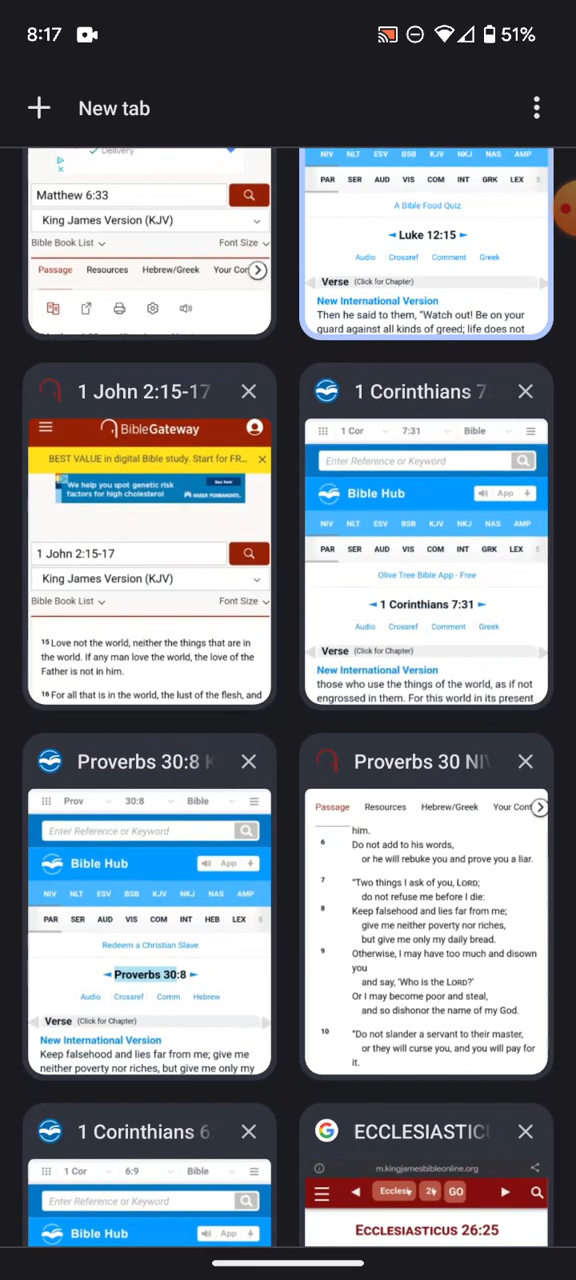 8:17
51%
New tab
Delivery
Matthew 6:33
King James Version (KJV)
Bible Book List
Font Size
Passage Resources Hebrew/Greek Your Con
NIV NLT ESV BSB KJV NKJ NAS AMP
PAR SER AUD VIS COM INT GRK LEX S
A Bible Food Quiz
Luke 12:15
Audio Crossref Comment Greek
Verse (Click for Chapter)
New International Version
Then he said to them, "Watch out! Be on your
guard against all kinds of greed; life does not
1 John 2:15-17
BibleGateway
BEST VALUE in digital Bible study. Start for FR...
We help you spot genetic risk
factors for high cholesterol
1 John 2:15-17
King James Version (KJV)
Bible Book List
Font Size
15 Love not the world, neither the things that are in
the world. If any man love the world, the love of the
Father is not in him.
16 For all that is in the world, the lust of the flesh, and
1 Corinthians 7:
1 Cor 7:31 Bible
Enter Reference or Keyword
Bible Hub
App
NIV NLT ESV BSB KJV NKJ NAS AMP
PAR SER AUD VIS COM INT GRK LEX S
Olive Tree Bible App - Free
1 Corinthians 7:31
Audio Crossref Comment Greek
Verse (Click for Chapter)
New International Version
those who use the things of the world, as if not
engrossed in them. For this world in its present
Proverbs 30:8 K
Prov 30:8 Bible
Enter Reference or Keyword
Bible Hub
App
NIV NLT ESV BSB KJV NKJ NAS AMP
PAR SER AUD VIS COM INT HEB LEX
Redeem a Christian Slave
Proverbs 30:8
Audio Crossref Comm Hebrew
Verse (Click for Chapter)
New International Version
Keep falsehood and lies far from me; give me
neither poverty nor riches, but give me only my
Proverbs 30 NIV
Passage Resources Hebrew/Greek Your Cont
him.
6 Do not add to his words,
or he will rebuke you and prove you a liar.
7 "Two things I ask of you, LORD;
do not refuse me before I die:
8 Keep falsehood and lies far from me;
give me neither poverty nor riches,
but give me only my daily bread.
9 Otherwise, I may have too much and disown
you
and say, 'Who is the LORD?'
Or I may become poor and steal,
and so dishonor the name of my God.
10 "Do not slander a servant to their master,
or they will curse you, and you will pay for
it.
1 Corinthians 6
1 Cor 6:9 Bible
Enter Reference or Keyword
Bible Hub
App
ECCLESIASTIC
m.kingjamesbibleonline.org
Ecclesi 26 GO
ECCLESIASTICUS 26:25